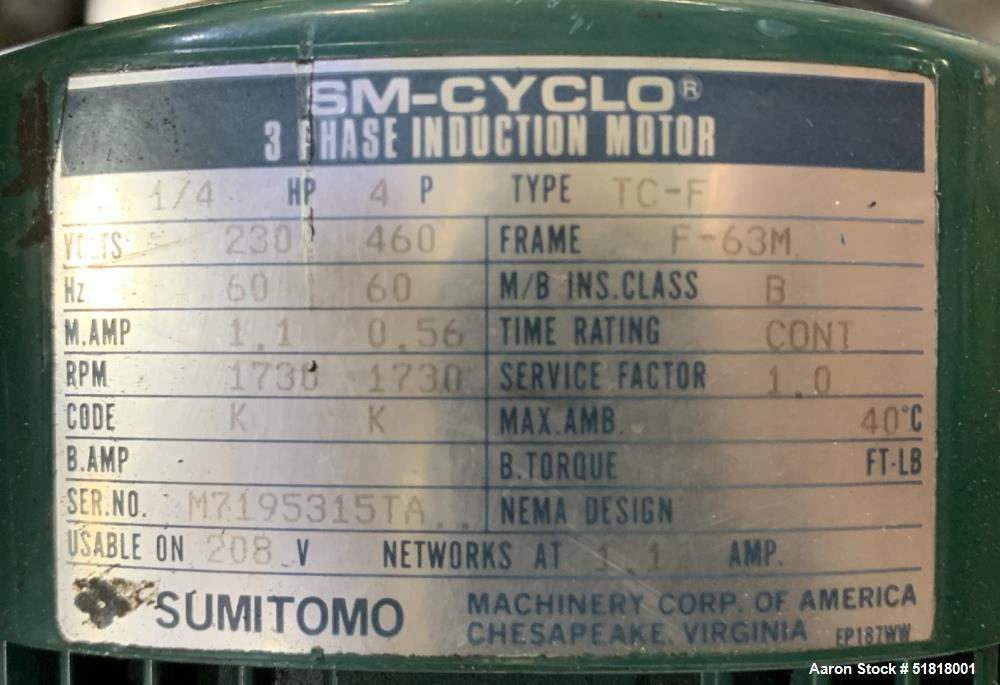 SM-CYCLO®
3 PHASE INDUCTION MOTOR
1/4 HP 4 P TYPE TC-F
VOLTS 230 460 FRAME F-63M
Hz 60 60 M/B INS.CLASS B
M.AMP 1.1 0.56 TIME RATING CONT
RPM 1730 1730 SERVICE FACTOR 1.0
CODE K K MAX.AMB. 40°C
B.AMP B.TORQUE FT-LB
SER.NO. M7195315TA.. NEMA DESIGN
USABLE ON 208 V NETWORKS AT 1.1 AMP.
SUMITOMO MACHINERY CORP. OF AMERICA
CHESAPEAKE, VIRGINIA EP187WW
Aaron Stock # 51818001